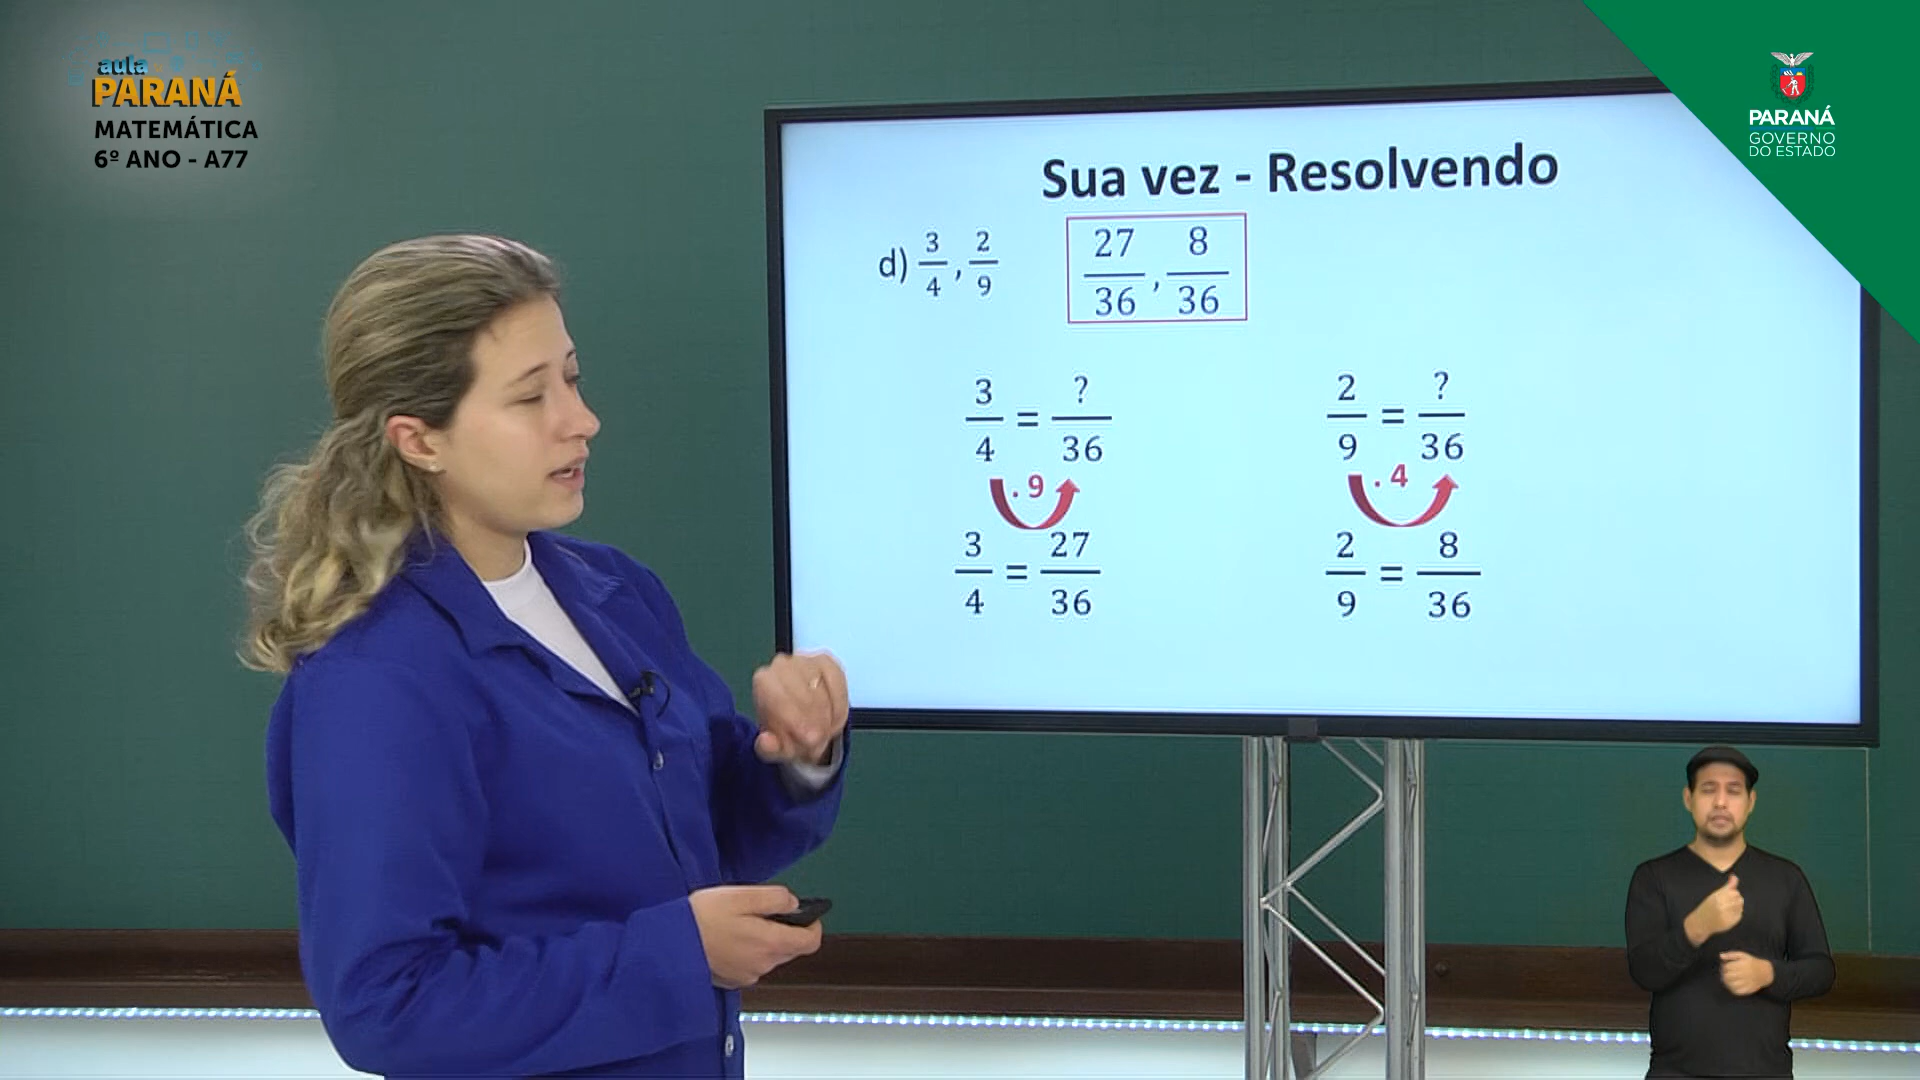 aula
PARANÁ
MATEMÁTICA
6º ANO - A77
PARANÁ
GOVERNO
DO ESTADO
Sua vez - Resolvendo
d) 3/4 , 2/9
27/36 , 8/36
3/4 = ?/36
. 9
3/4 = 27/36
2/9 = ?/36
. 4
2/9 = 8/36